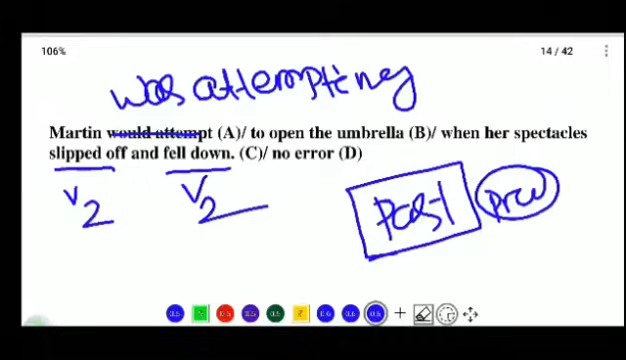 106%
14 / 42
was attempting
Martin would attempt (A)/ to open the umbrella (B)/ when her spectacles
slipped off and fell down. (C)/ no error (D)
V2 V2
Past